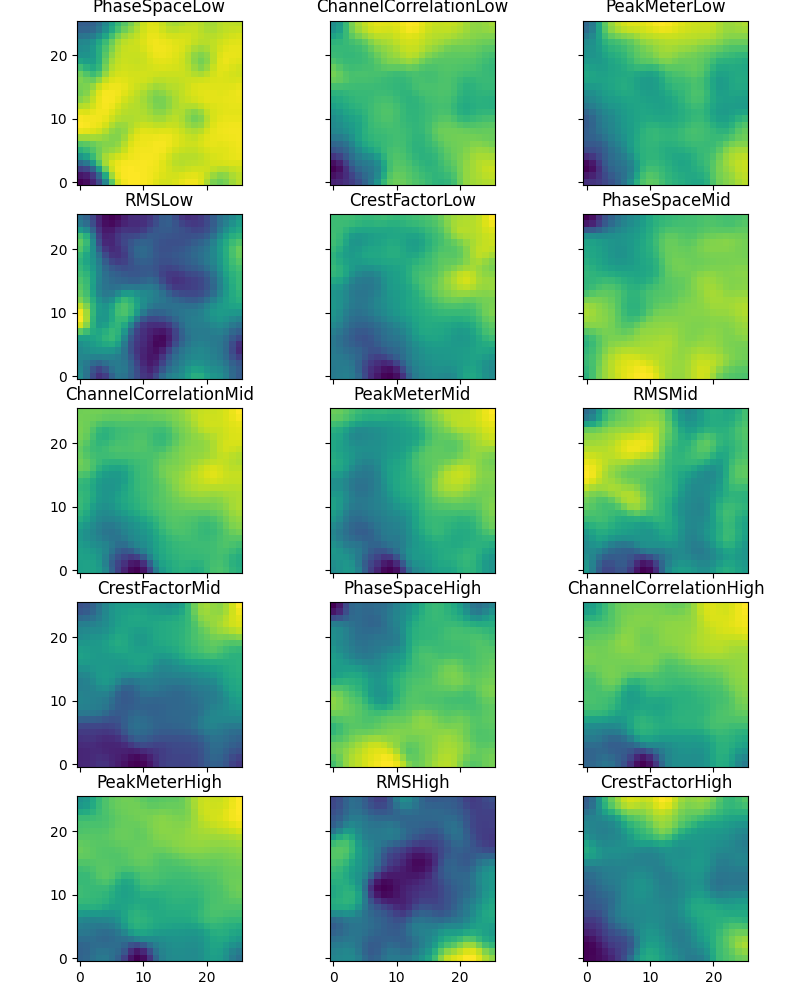 PhaseSpaceLow ChannelCorrelationLow PeakMeterLow
20
10
0
RMSLow CrestFactorLow PhaseSpaceMid
20
10
0
ChannelCorrelationMid PeakMeterMid RMSMid
20
10
0
CrestFactorMid PhaseSpaceHigh ChannelCorrelationHigh
20
10
0
PeakMeterHigh RMSHigh CrestFactorHigh
20
10
0
0 10 20 0 10 20 0 10 20